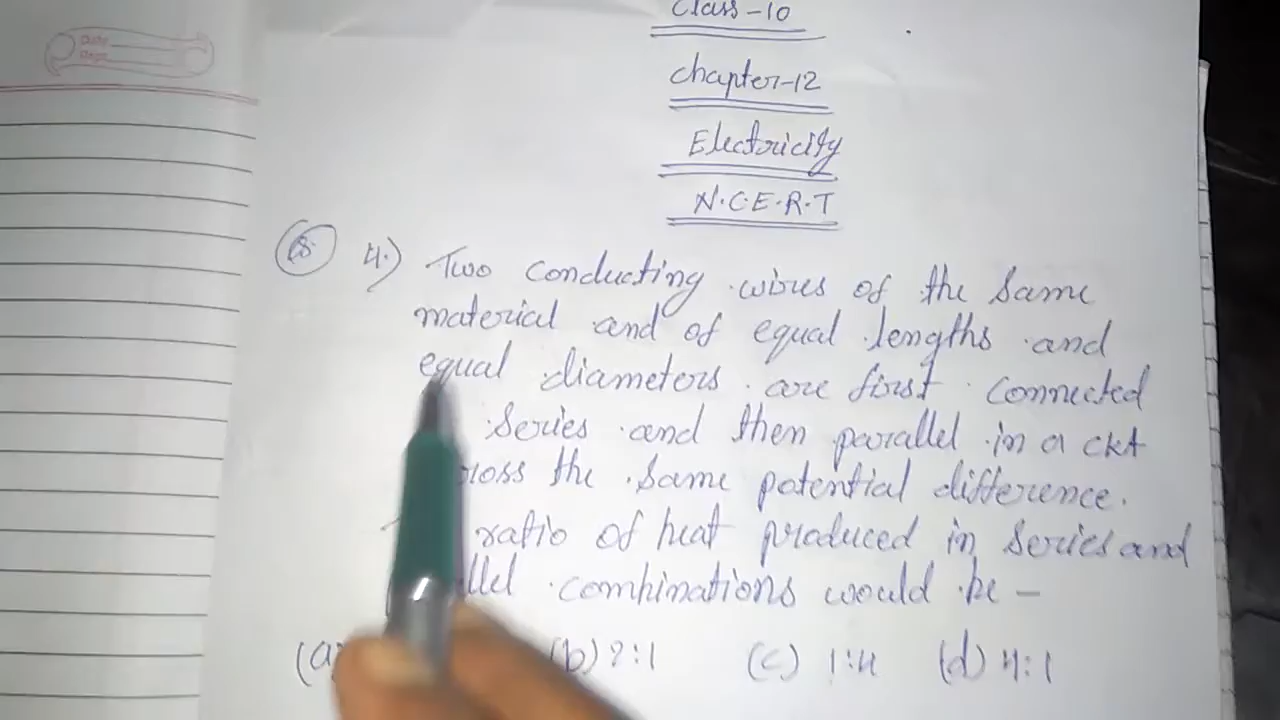 Date
Page
Class-10
Chapter-12
Electricity
N.C.E.R.T
Q. 4.) Two conducting wires of the same
material and of equal lengths and
equal diameters are first connected
series and then parallel in a ckt
the same potential difference.
ratio of heat produced in series and
combinations would be -
(a) (b) 2:1 (c) 1:4 (d) 4:1